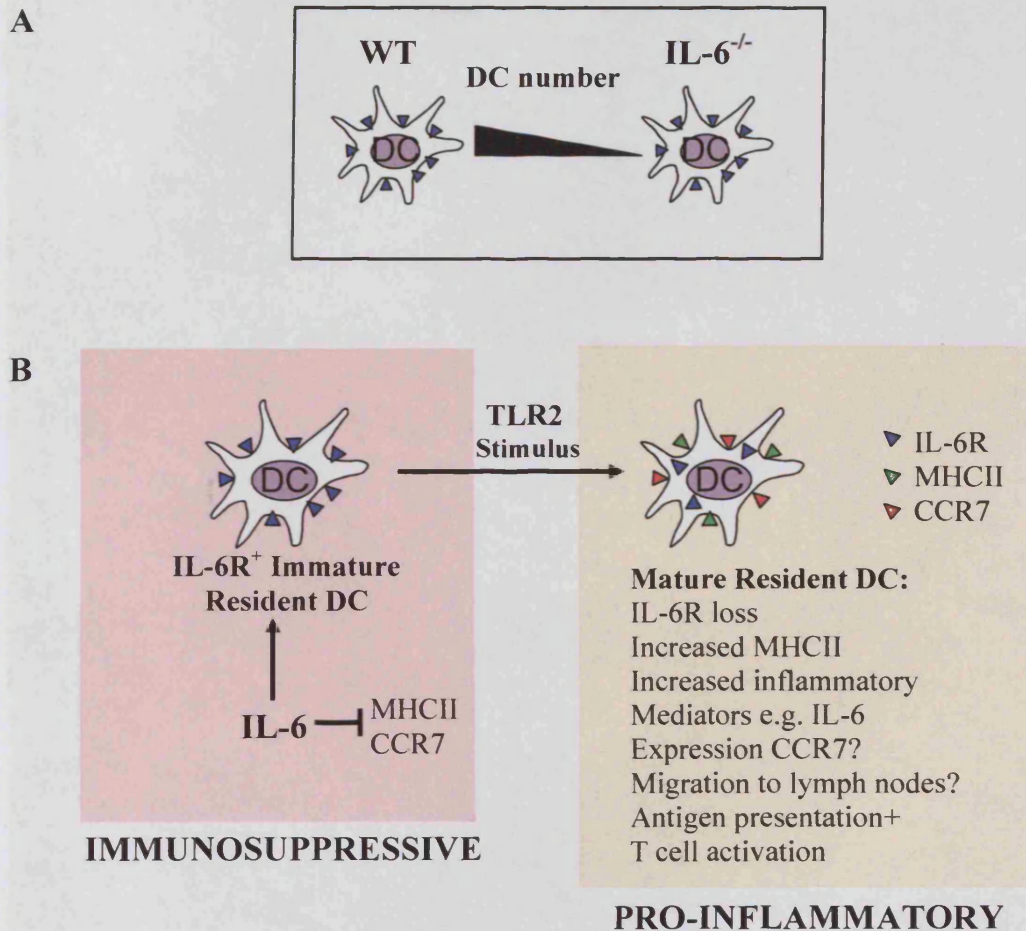 A
WT
IL-6-/-
DC number
DC
DC
B
TLR2
Stimulus
DC
DC
IL-6R
MHCII
CCR7
IL-6R+ Immature
Resident DC
IL-6
MHCII
CCR7
IMMUNOSUPPRESSIVE
Mature Resident DC:
IL-6R loss
Increased MHCII
Increased inflammatory
Mediators e.g. IL-6
Expression CCR7?
Migration to lymph nodes?
Antigen presentation+
T cell activation
PRO-INFLAMMATORY